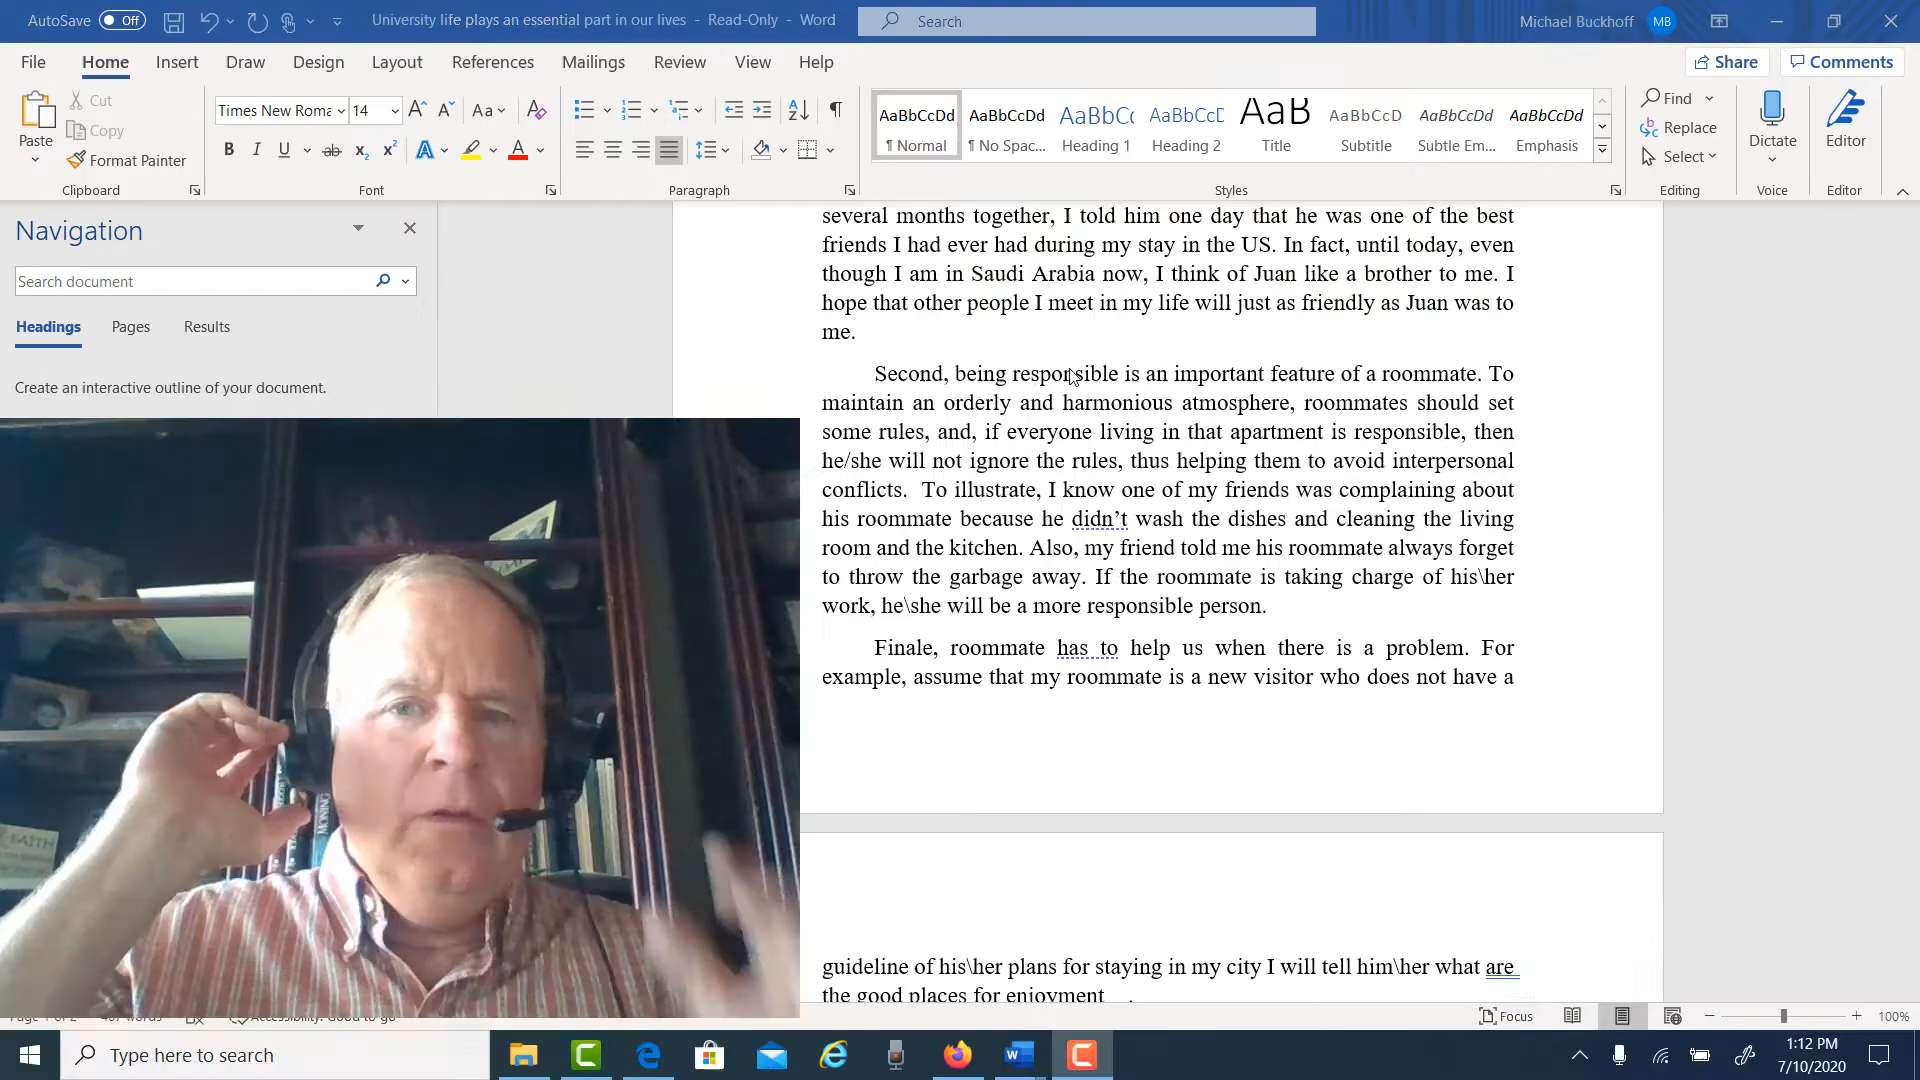 AutoSave Off University life plays an essential part in our lives - Read-Only - Word Search Michael Buckhoff MB
File Home Insert Draw Design Layout References Mailings Review View Help Share Comments
Paste Cut Copy Format Painter
Clipboard
Times New Roma 14 Aa
B I U ab x₂ x² A A
Font
Paragraph
AaBbCcDd AaBbCcDd AaBbCc AaBbCcD AaB AaBbCcD AaBbCcDd AaBbCcDd
¶ Normal ¶ No Spac... Heading 1 Heading 2 Title Subtitle Subtle Em... Emphasis
Styles
Find
Replace
Select
Editing
Dictate
Voice
Editor
Editor
Navigation
Search document
Headings Pages Results
Create an interactive outline of your document.
several months together, I told him one day that he was one of the best
friends I had ever had during my stay in the US. In fact, until today, even
though I am in Saudi Arabia now, I think of Juan like a brother to me. I
hope that other people I meet in my life will just as friendly as Juan was to
me.
Second, being responsible is an important feature of a roommate. To
maintain an orderly and harmonious atmosphere, roommates should set
some rules, and, if everyone living in that apartment is responsible, then
he/she will not ignore the rules, thus helping them to avoid interpersonal
conflicts.  To illustrate, I know one of my friends was complaining about
his roommate because he didn’t wash the dishes and cleaning the living
room and the kitchen. Also, my friend told me his roommate always forget
to throw the garbage away. If the roommate is taking charge of his\her
work, he\she will be a more responsible person.
Finale, roommate has to help us when there is a problem. For
example, assume that my roommate is a new visitor who does not have a
guideline of his\her plans for staying in my city I will tell him\her what are
the good places for enjoyment
FAITH
Focus 100%
Type here to search
1:12 PM
7/10/2020